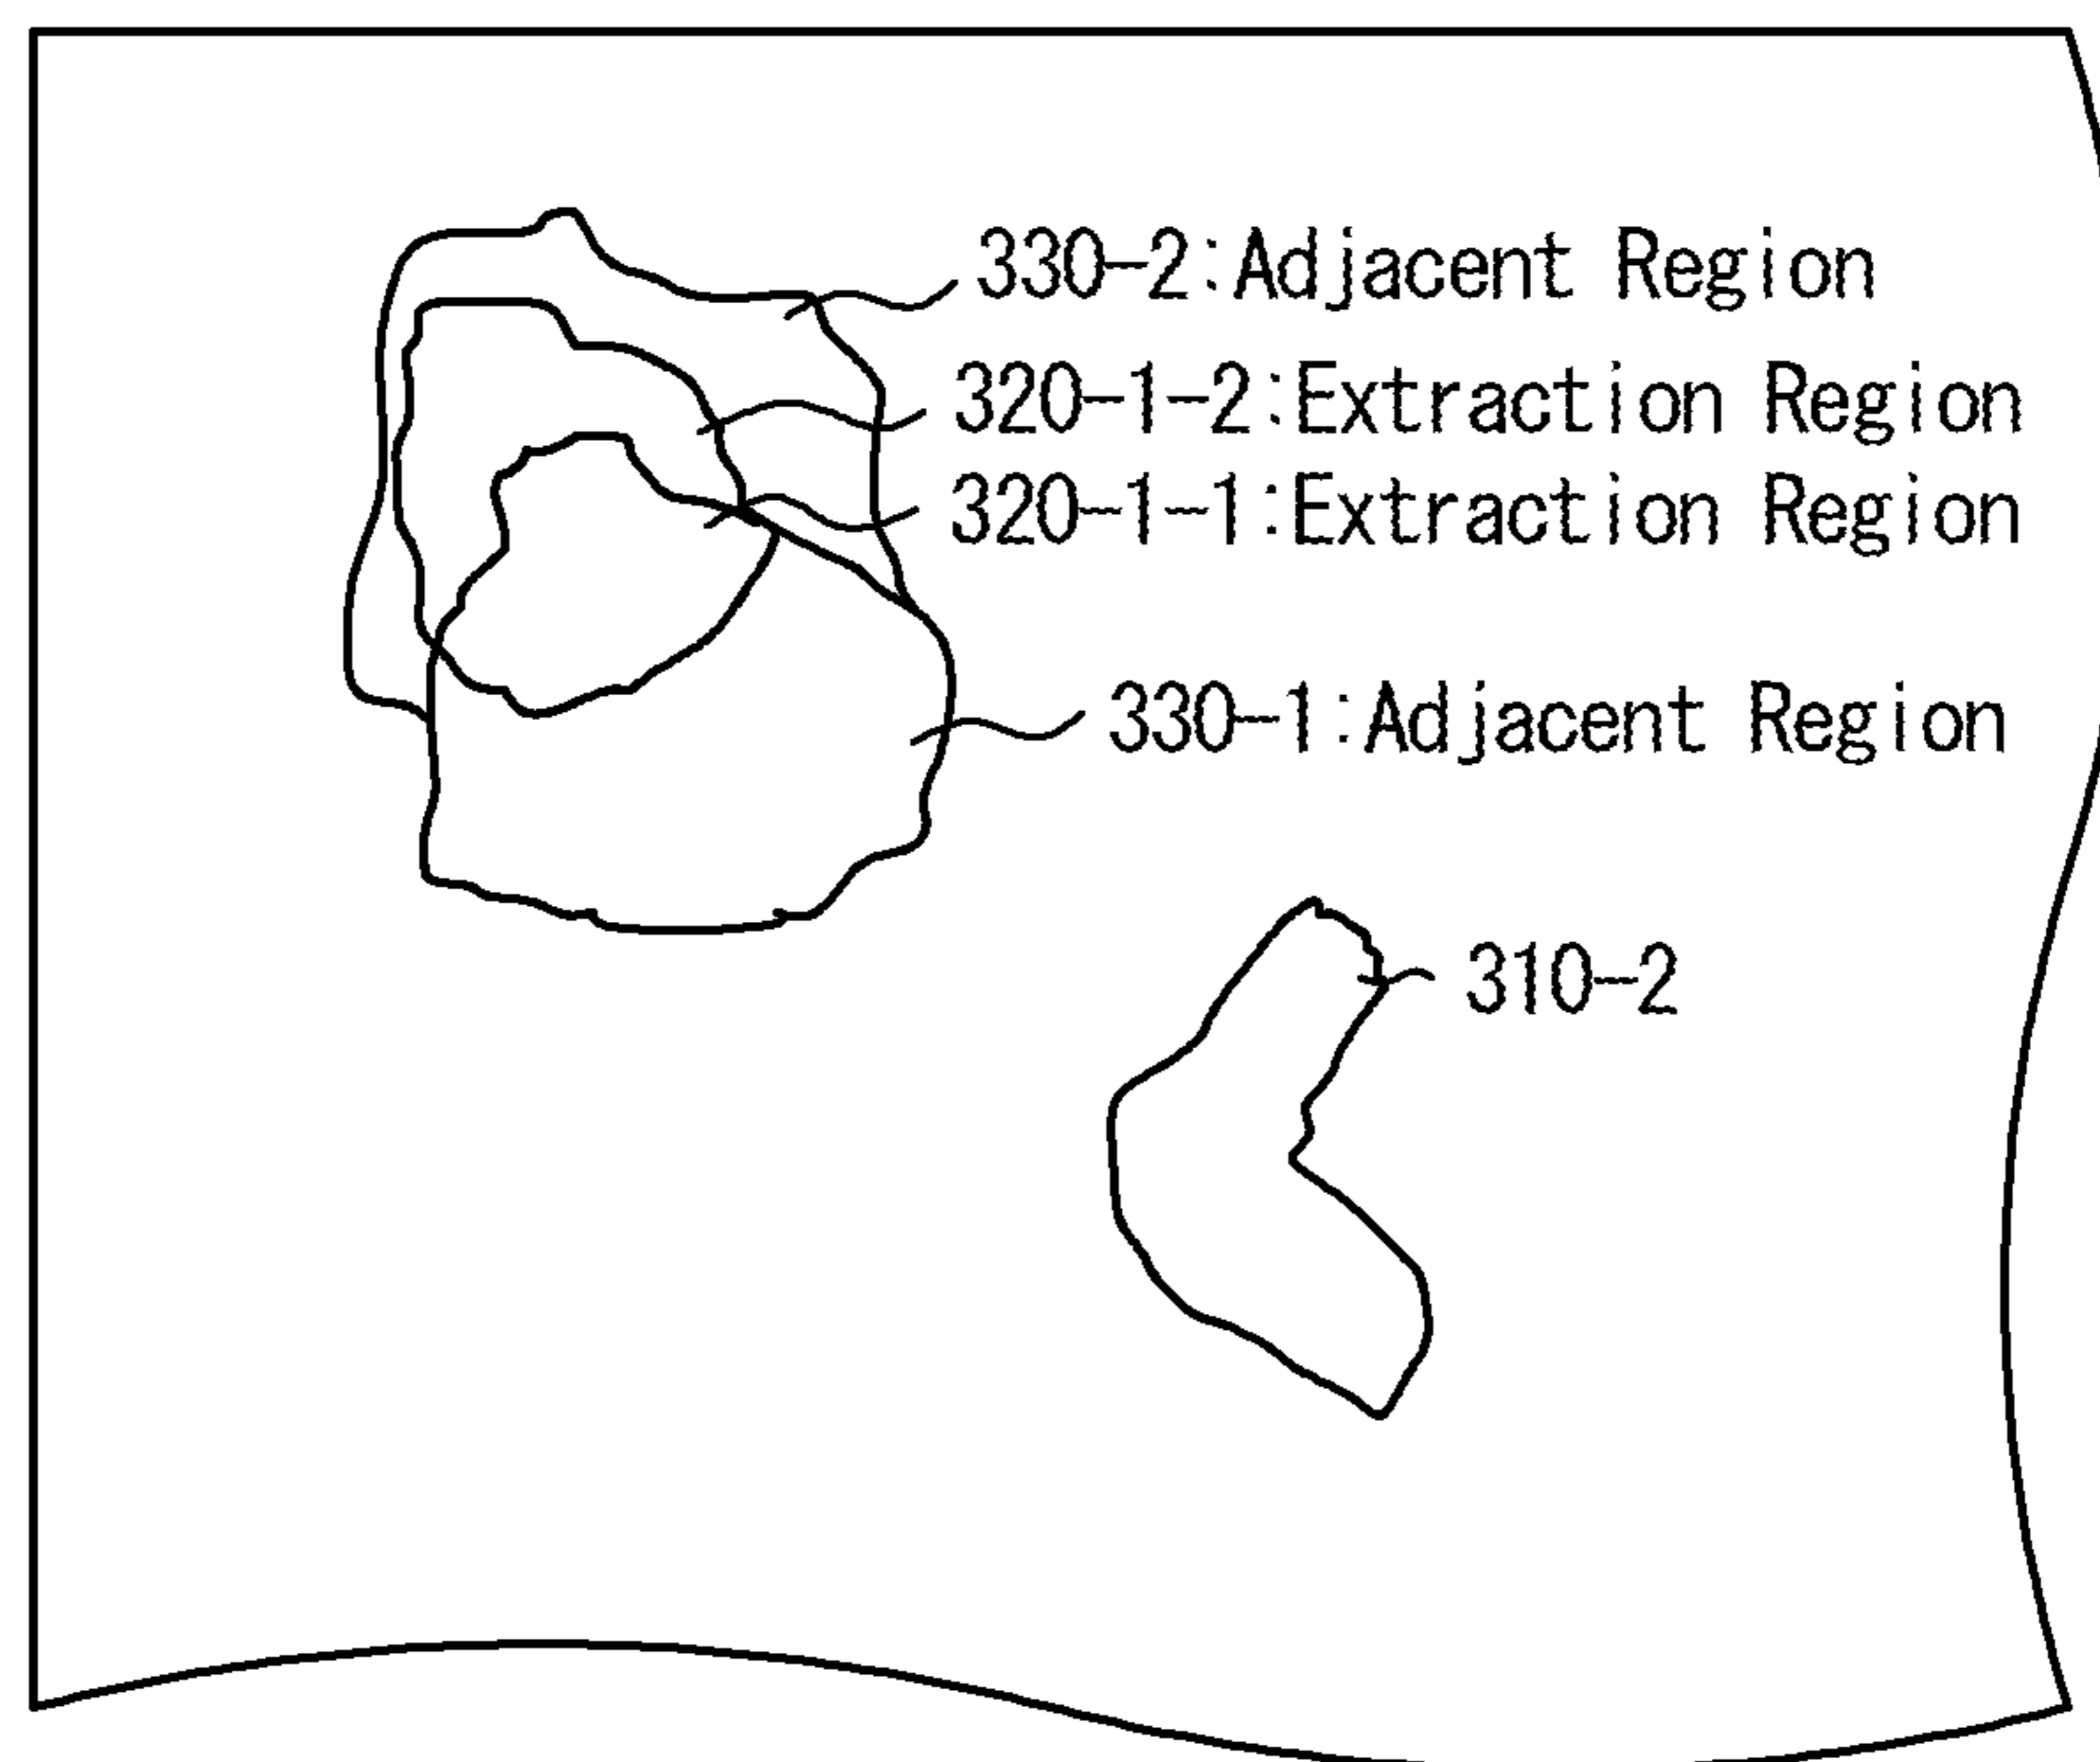 330-2:Adjacent Region
320-1-2:Extraction Region
320-1-1:Extraction Region
330-1:Adjacent Region
310-2